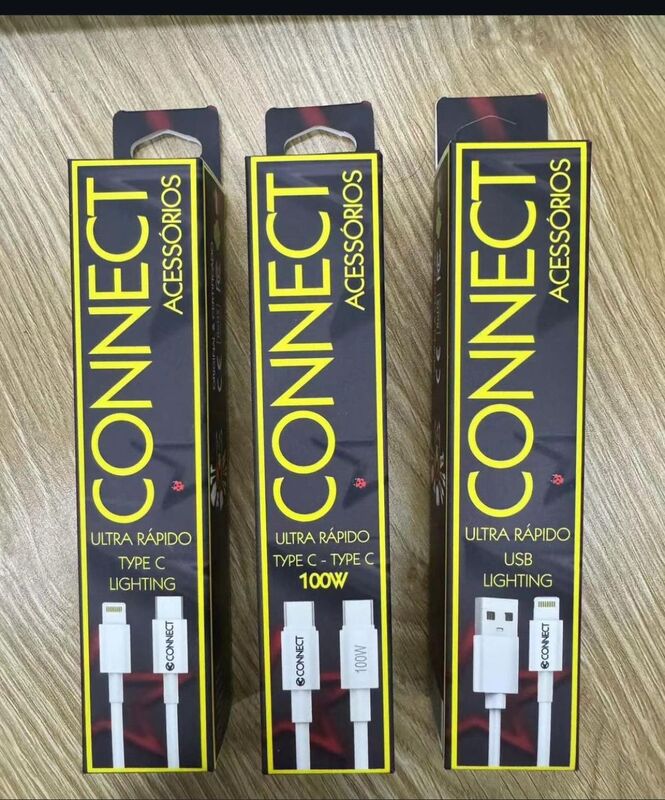 CONNECT
ACESSÓRIOS
ULTRA RÁPIDO
TYPE C
LIGHTING
CONNECT
CONNECT
ACESSÓRIOS
ULTRA RÁPIDO
TYPE C - TYPE C
100W
CONNECT
100W
CONNECT
ACESSÓRIOS
ULTRA RÁPIDO
USB
LIGHTING
CONNECT